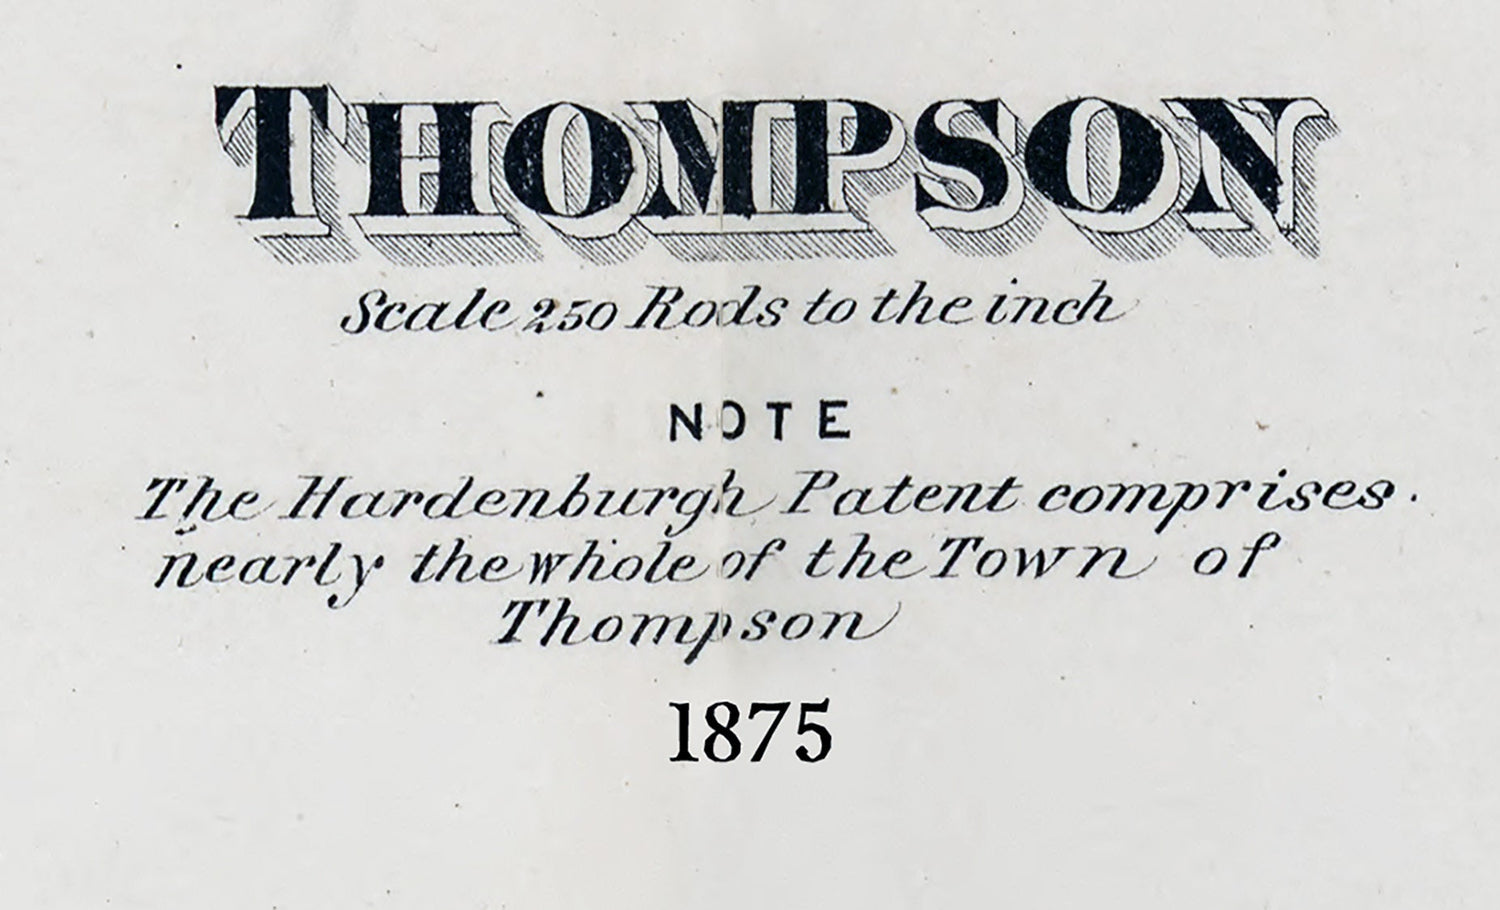 THOMPSON
Scale 250 Rods to the inch
NOTE
The Hardenburgh Patent comprises.
nearly the whole of the Town of
Thompson
1875